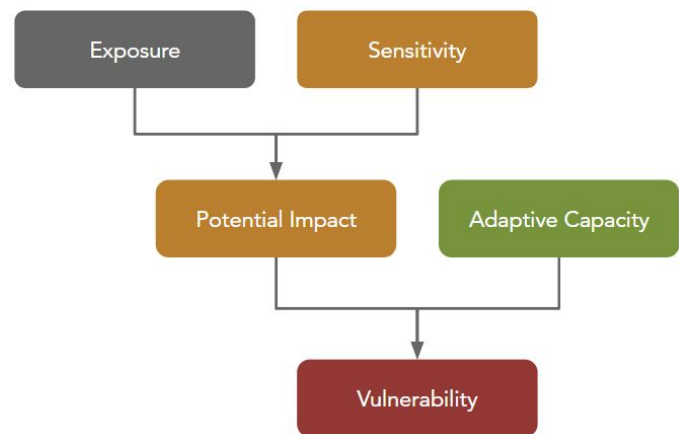 Exposure
Sensitivity
Potential Impact
Adaptive Capacity
Vulnerability